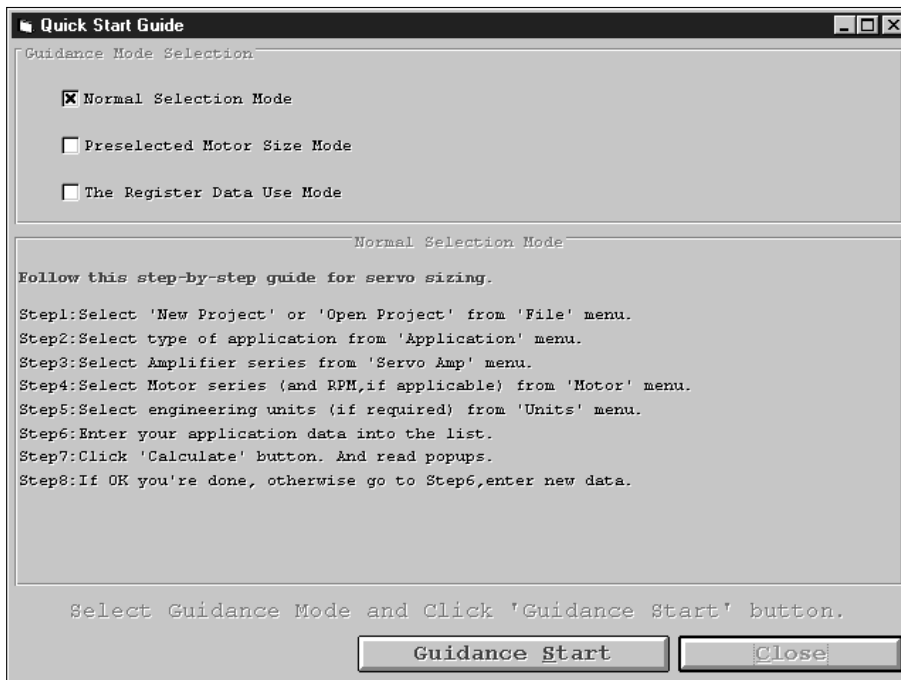 Quick Start Guide
Guidance Mode Selection
Normal Selection Mode
Preselected Motor Size Mode
The Register Data Use Mode
Normal Selection Mode
Follow this step-by-step guide for servo sizing.
Step1:Select 'New Project' or 'Open Project' from 'File' menu.
Step2:Select type of application from 'Application' menu.
Step3:Select Amplifier series from 'Servo Amp' menu.
Step4:Select Motor series (and RPM,if applicable) from 'Motor' menu.
Step5:Select engineering units (if required) from 'Units' menu.
Step6:Enter your application data into the list.
Step7:Click 'Calculate' button. And read popups.
Step8:If OK you're done, otherwise go to Step6,enter new data.
Select Guidance Mode and Click 'Guidance Start' button.
Guidance Start
Close